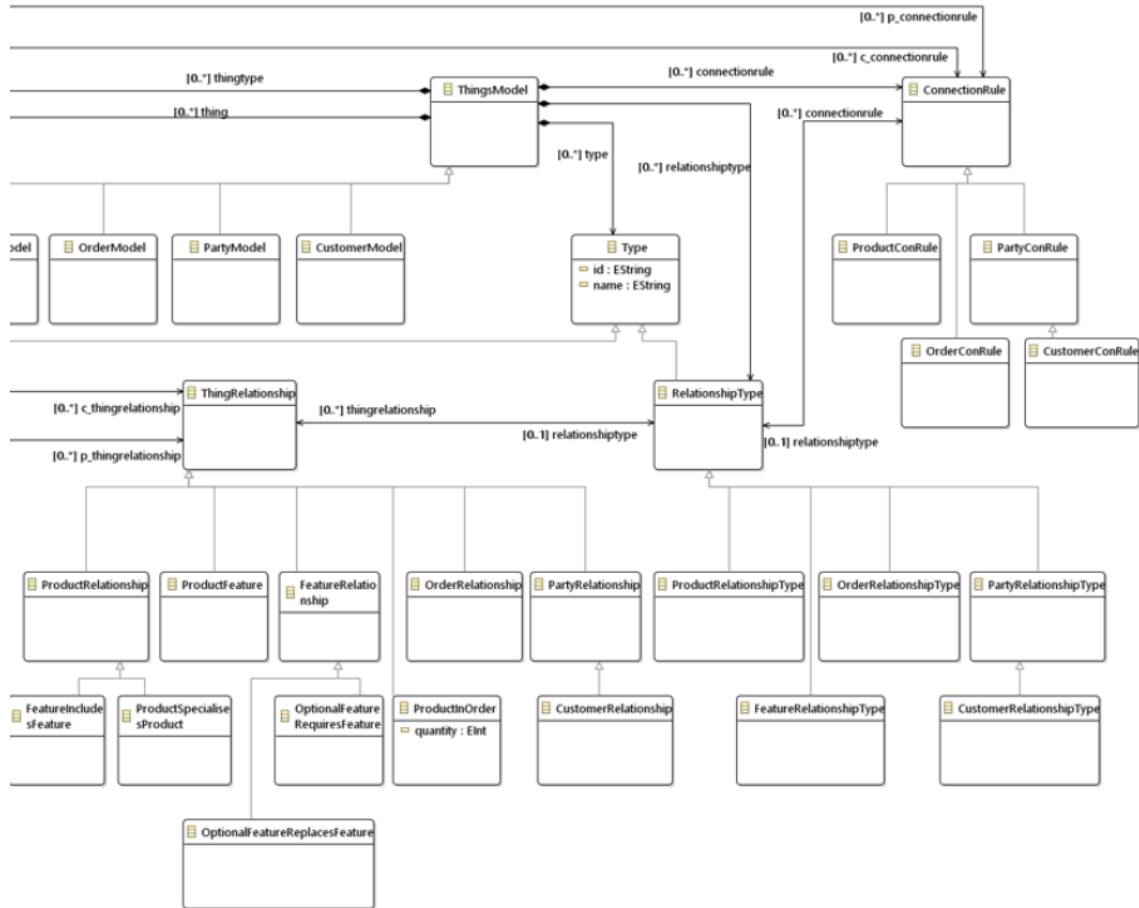 [0..*] p_connectionrule
[0..*] c_connectionrule
[0..*] thingtype
ThingsModel
[0..*] connectionrule
ConnectionRule
[0..*] thing
[0..*] connectionrule
[0..*] type
[0..*] relationshiptype
odel
OrderModel
PartyModel
CustomerModel
Type
id : EString
name : EString
ProductConRule
PartyConRule
OrderConRule
CustomerConRule
ThingRelationship
RelationshipType
[0..*] c_thingrelationship
[0..*] thingrelationship
[0..1] relationshiptype
[0..1] relationshiptype
[0..*] p_thingrelationship
ProductRelationship
ProductFeature
FeatureRelatio
nship
OrderRelationship
PartyRelationship
ProductRelationshipType
OrderRelationshipType
PartyRelationshipType
FeatureInclude
sFeature
ProductSpecialise
sProduct
OptionalFeature
RequiresFeature
ProductInOrder
quantity : EInt
CustomerRelationship
FeatureRelationshipType
CustomerRelationshipType
OptionalFeatureReplacesFeature